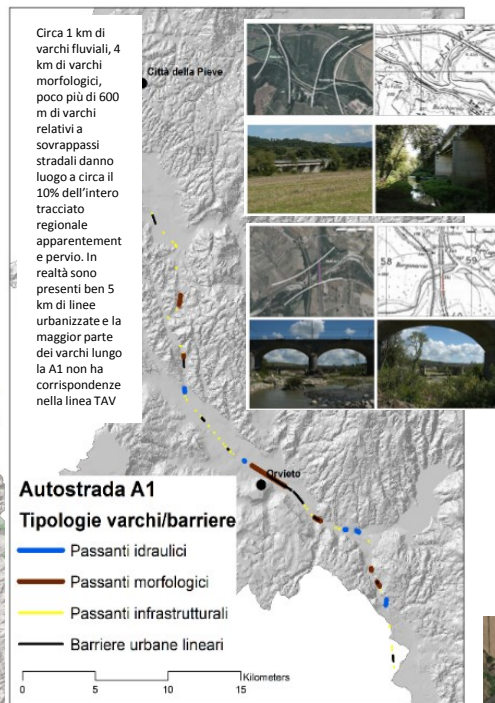 Circa 1 km di
varchi fluviali, 4
km di varchi
morfologici,
poco più di 600
m di varchi
relativi a
sovrappassi
stradali danno
luogo a circa il
10% dell'intero
tracciato
regionale
apparentement
e pervio. In
realtà sono
presenti ben 5
km di linee
urbanizzate e la
maggior parte
dei varchi lungo
la A1 non ha
corrispondenze
nella linea TAV
Città della Pieve
58
59
Orvieto
Autostrada A1
Tipologie varchi/barriere
Passanti idraulici
Passanti morfologici
Passanti infrastrutturali
Barriere urbane lineari
Kilometers
0 5 10 15